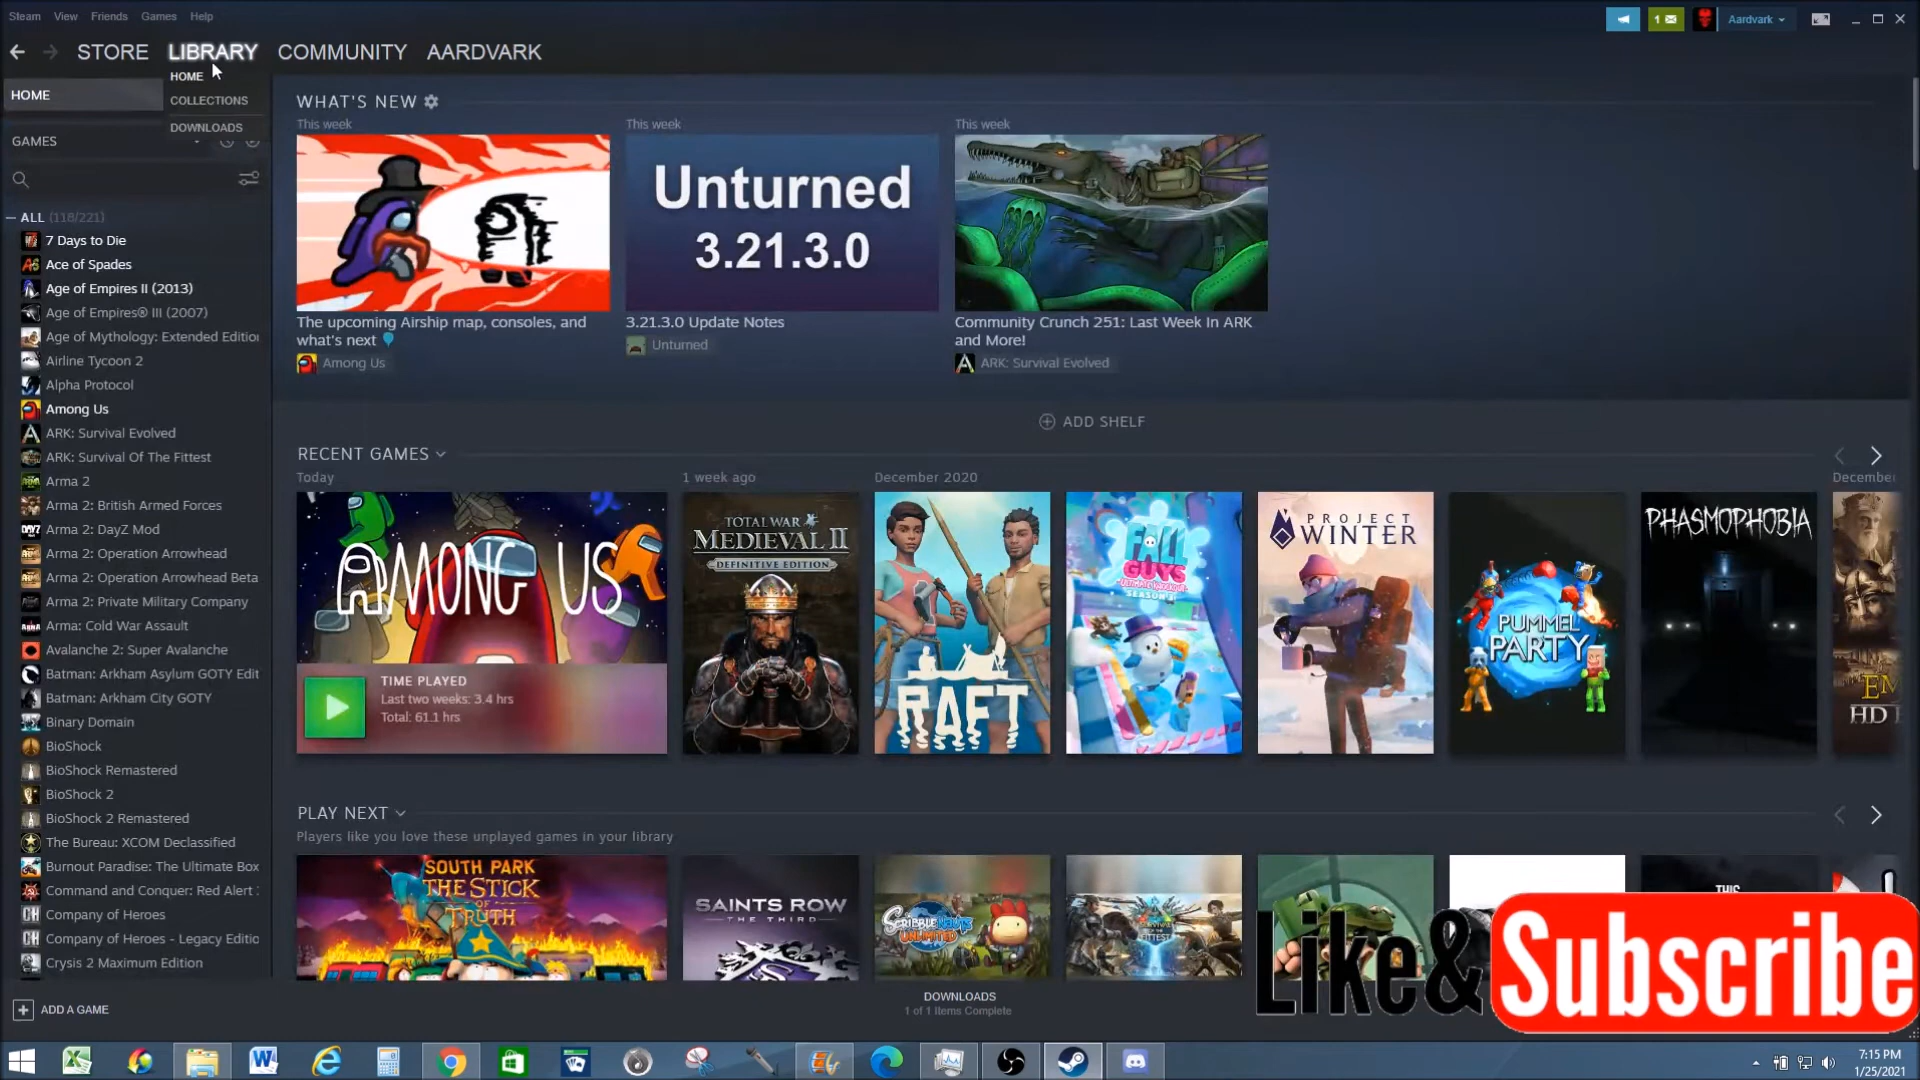 Steam View Friends Games Help
1
Aardvark
STORE LIBRARY COMMUNITY AARDVARK
HOME
HOME
COLLECTIONS
DOWNLOADS
GAMES
ALL (118/221)
7 Days to Die
Ace of Spades
Age of Empires II (2013)
Age of Empires® III (2007)
Age of Mythology: Extended Editio
Airline Tycoon 2
Alpha Protocol
Among Us
ARK: Survival Evolved
ARK: Survival Of The Fittest
Arma 2
Arma 2: British Armed Forces
Arma 2: DayZ Mod
Arma 2: Operation Arrowhead
Arma 2: Operation Arrowhead Beta
Arma 2: Private Military Company
Arma: Cold War Assault
Avalanche 2: Super Avalanche
Batman: Arkham Asylum GOTY Edit
Batman: Arkham City GOTY
Binary Domain
BioShock
BioShock Remastered
BioShock 2
BioShock 2 Remastered
The Bureau: XCOM Declassified
Burnout Paradise: The Ultimate Box
Command and Conquer: Red Alert
Company of Heroes
Company of Heroes - Legacy Editio
Crysis 2 Maximum Edition
ADD A GAME
WHAT'S NEW
This week
The upcoming Airship map, consoles, and
what's next
Among Us
This week
Unturned
3.21.3.0
3.21.3.0 Update Notes
Unturned
This week
Community Crunch 251: Last Week In ARK
and More!
ARK: Survival Evolved
ADD SHELF
RECENT GAMES
Today
AMONG US
TIME PLAYED
Last two weeks: 3.4 hrs
Total: 61.1 hrs
1 week ago
TOTAL WAR
MEDIEVAL II
DEFINITIVE EDITION
December 2020
RAFT
FALL
GUYS
ULTIMATE KNOCKOUT
PROJECT
WINTER
PUMMEL
PARTY
PHASMOPHOBIA
December
HD
PLAY NEXT
Players like you love these unplayed games in your library
SOUTH PARK
THE STICK
OF
TRUTH
SAINTS ROW
THE THIRD
SCRIBBLENAUTS
UNLIMITED
THIS
Like& Subscribe
DOWNLOADS
1 of 1 Items Complete
7:15 PM
1/25/2021